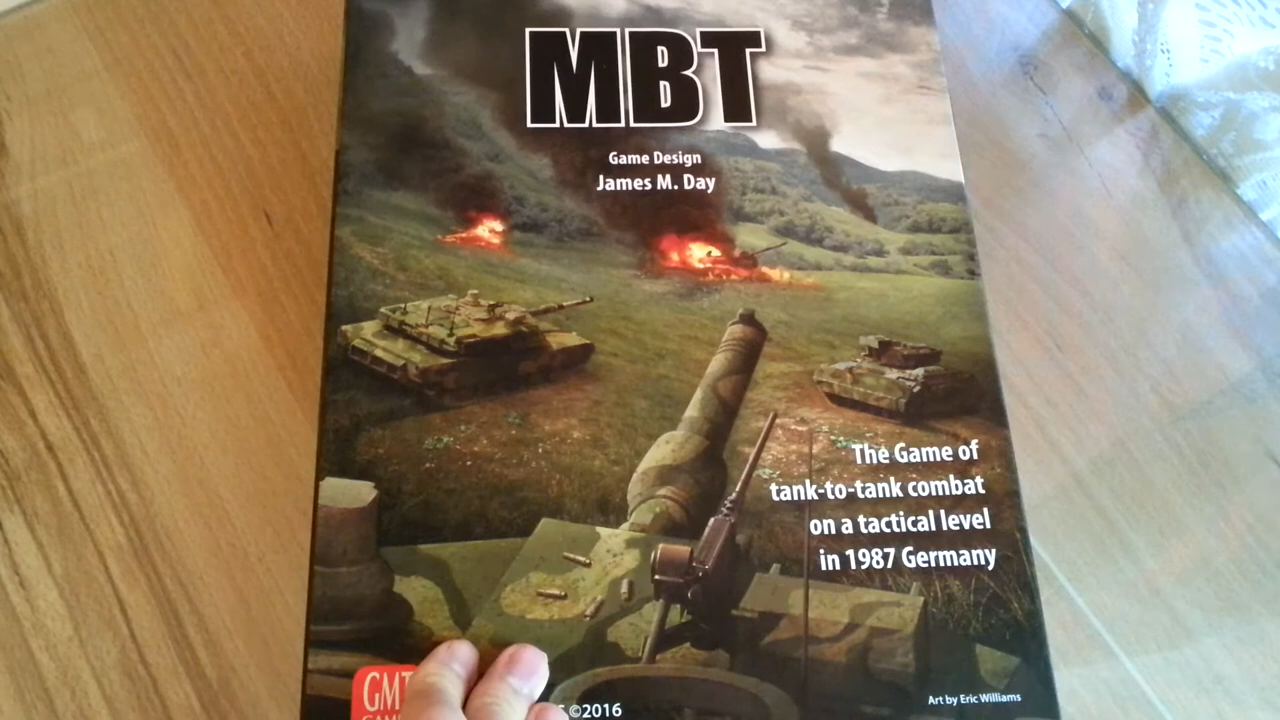 MBT
Game Design
James M. Day
The Game of
tank-to-tank combat
on a tactical level
in 1987 Germany
GMT
©2016
Art by Eric Williams